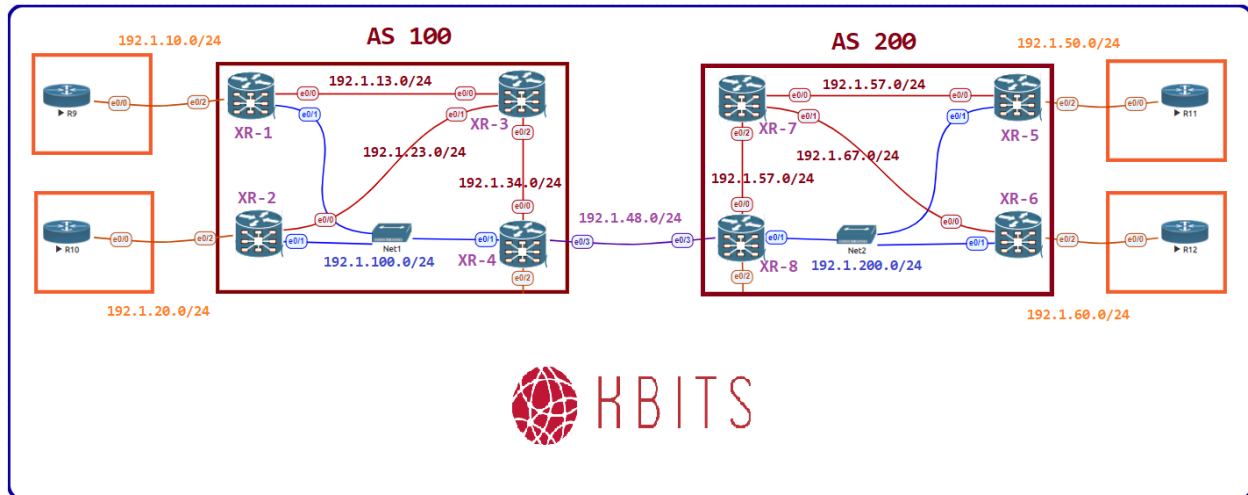 192.1.10.0/24
AS 100
AS 200
192.1.50.0/24
192.1.13.0/24
192.1.57.0/24
e0/0
R9
e0/2
e0/0
e0/0
e0/1
XR-1
e0/1
XR-3
e0/2
e0/0
e0/0
e0/1
XR-7
e0/2
e0/1
XR-5
e0/2
e0/0
R11
192.1.23.0/24
192.1.67.0/24
192.1.34.0/24
192.1.57.0/24
XR-2
XR-6
e0/0
R10
e0/2
e0/0
e0/1
Net1
192.1.100.0/24
e0/0
e0/1
XR-4
e0/3
e0/2
192.1.48.0/24
e0/0
e0/3
e0/1
XR-8
e0/2
Net2
192.1.200.0/24
e0/0
e0/1
e0/2
e0/0
R12
192.1.20.0/24
192.1.60.0/24
KBITS